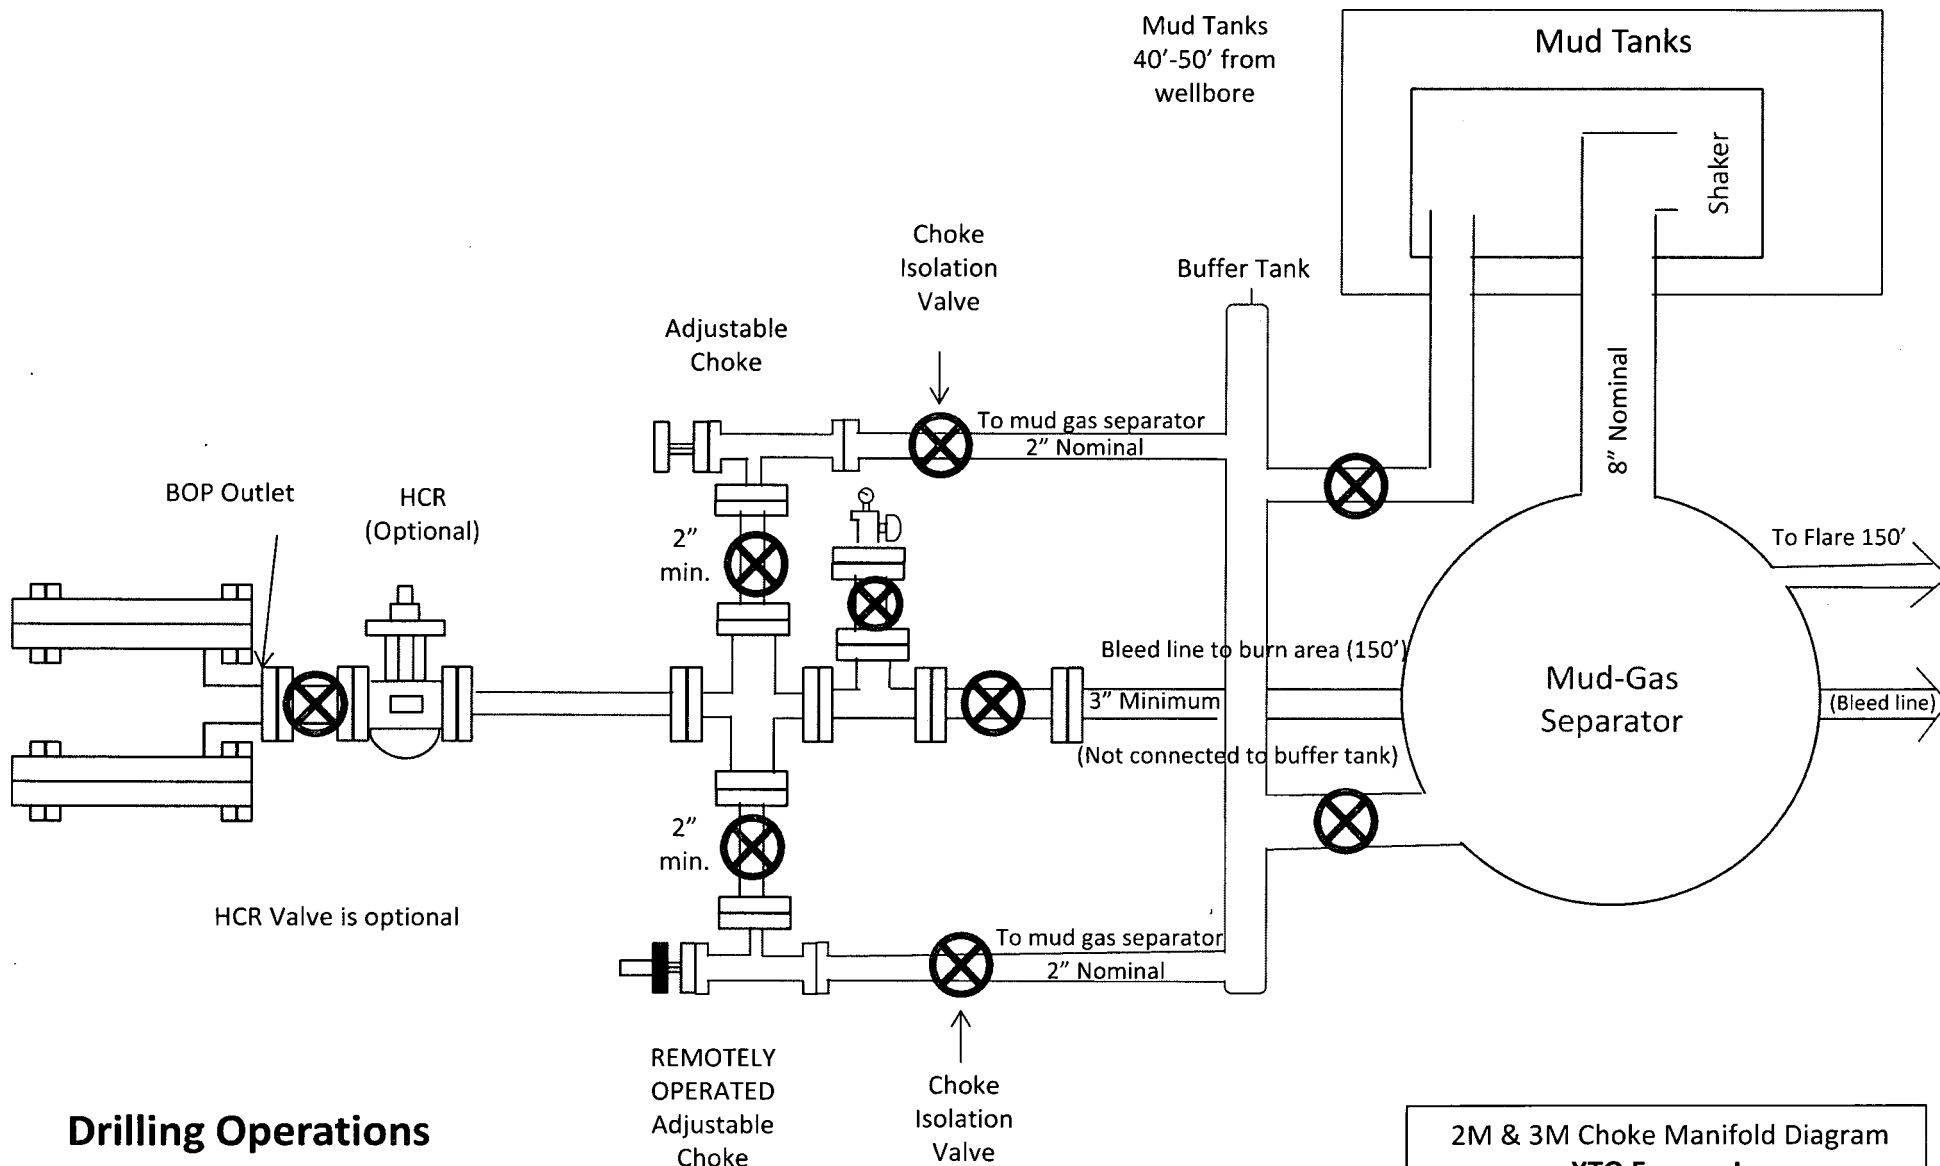 Mud Tanks
40’-50’ from
wellbore
Mud Tanks
Shaker
Choke
Isolation
Valve
Buffer Tank
Adjustable
Choke
8” Nominal
To mud gas separator
2” Nominal
BOP Outlet
HCR
(Optional)
2”
min.
To Flare 150’
Bleed line to burn area (150’)
3” Minimum
(Not connected to buffer tank)
Mud-Gas
Separator
(Bleed line)
2”
min.
HCR Valve is optional
To mud gas separator
2” Nominal
REMOTELY
OPERATED
Adjustable
Choke
Choke
Isolation
Valve
Drilling Operations
2M & 3M Choke Manifold Diagram